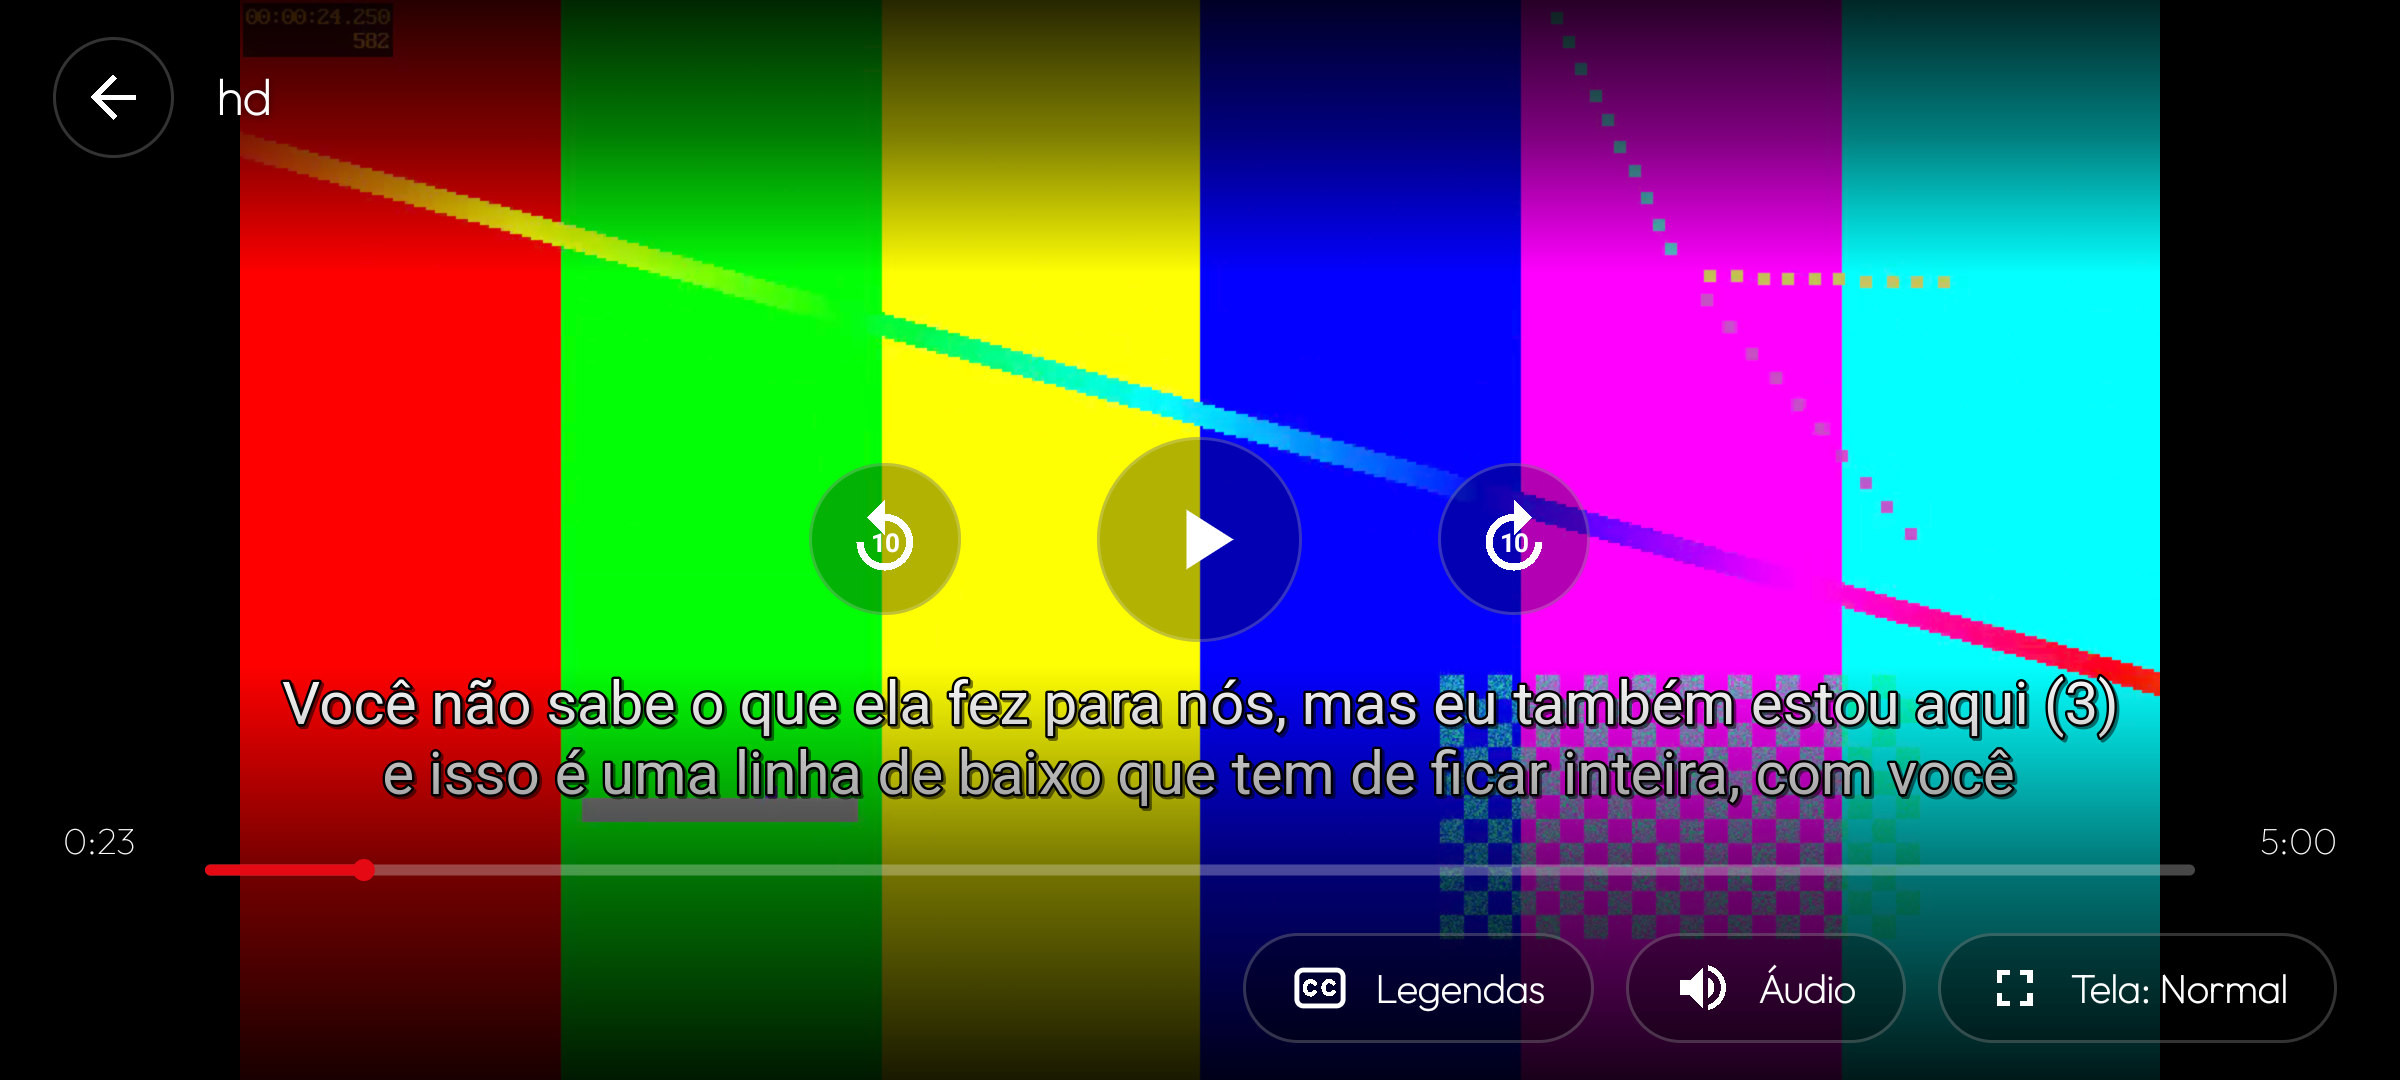 00:00:24.250
582
hd
10
10
Você não sabe o que ela fez para nós, mas eu também estou aqui (3)
e isso é uma linha de baixo que tem de ficar inteira, com você
0:23
5:00
CC Legendas
Áudio
Tela: Normal